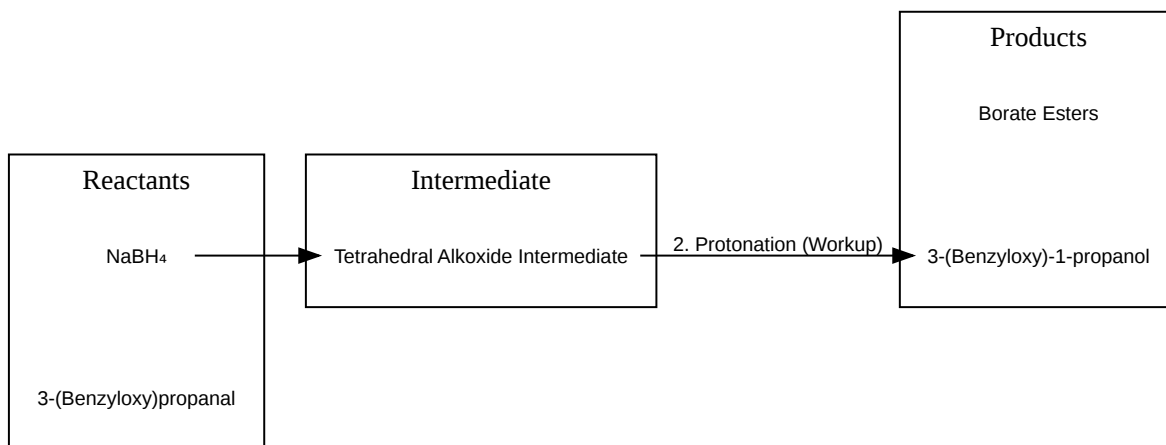 Reactants
NaBH₄
3-(Benzyloxy)propanal
Intermediate
Tetrahedral Alkoxide Intermediate
2. Protonation (Workup)
Products
Borate Esters
3-(Benzyloxy)-1-propanol